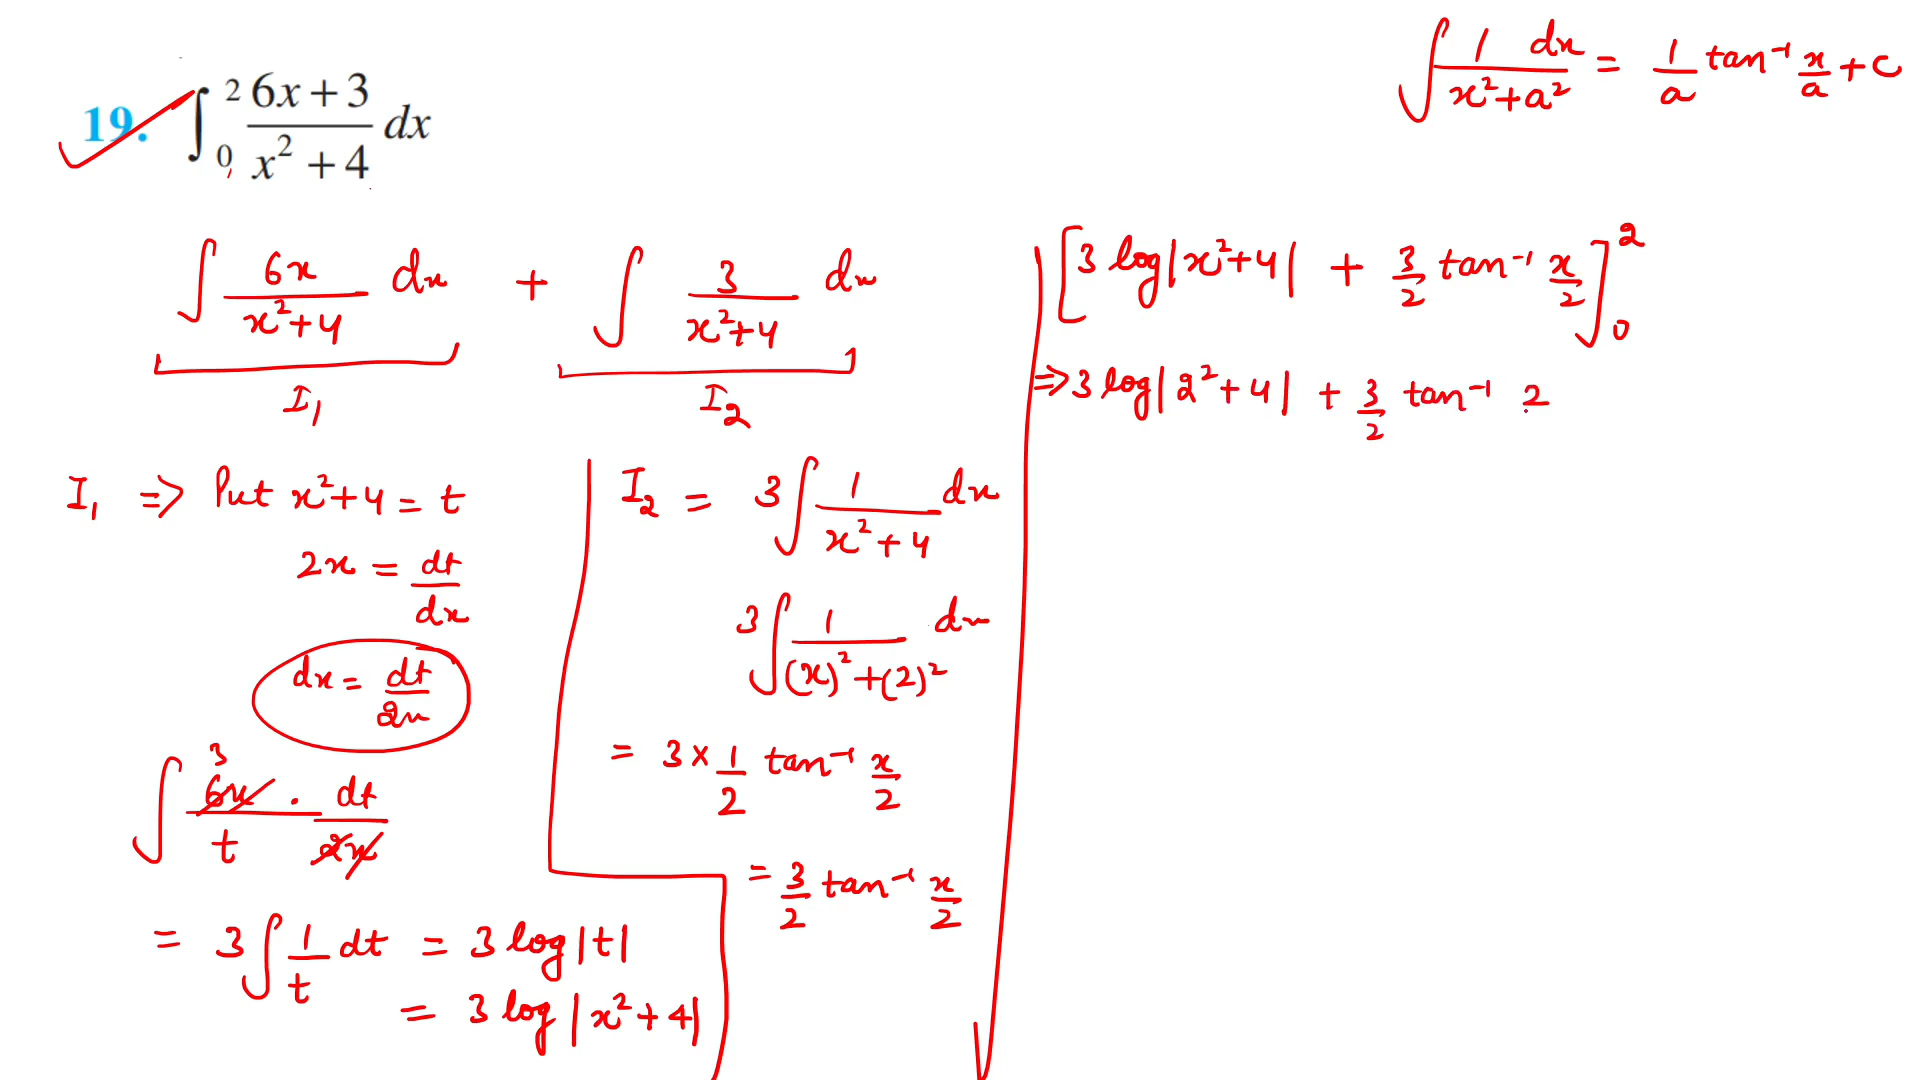 19. ∫₀² (6x + 3)/(x² + 4) dx
∫ 1/(x²+a²) dx = 1/a tan⁻¹ x/a + c
∫ 6x/(x²+4) dx + ∫ 3/(x²+4) dx
I₁ I₂
I₁ => Put x²+4 = t
2x = dt/dx
dx = dt/2x
∫ 6x/t · dt/2x
3
= 3 ∫ 1/t dt = 3 log |t|
= 3 log |x²+4|
I₂ = 3 ∫ 1/(x²+4) dx
3 ∫ 1/((x)²+(2)²) dx
= 3 × 1/2 tan⁻¹ x/2
= 3/2 tan⁻¹ x/2
[3 log|x²+4| + 3/2 tan⁻¹ x/2]₀²
=> 3 log|2²+4| + 3/2 tan⁻¹ 2